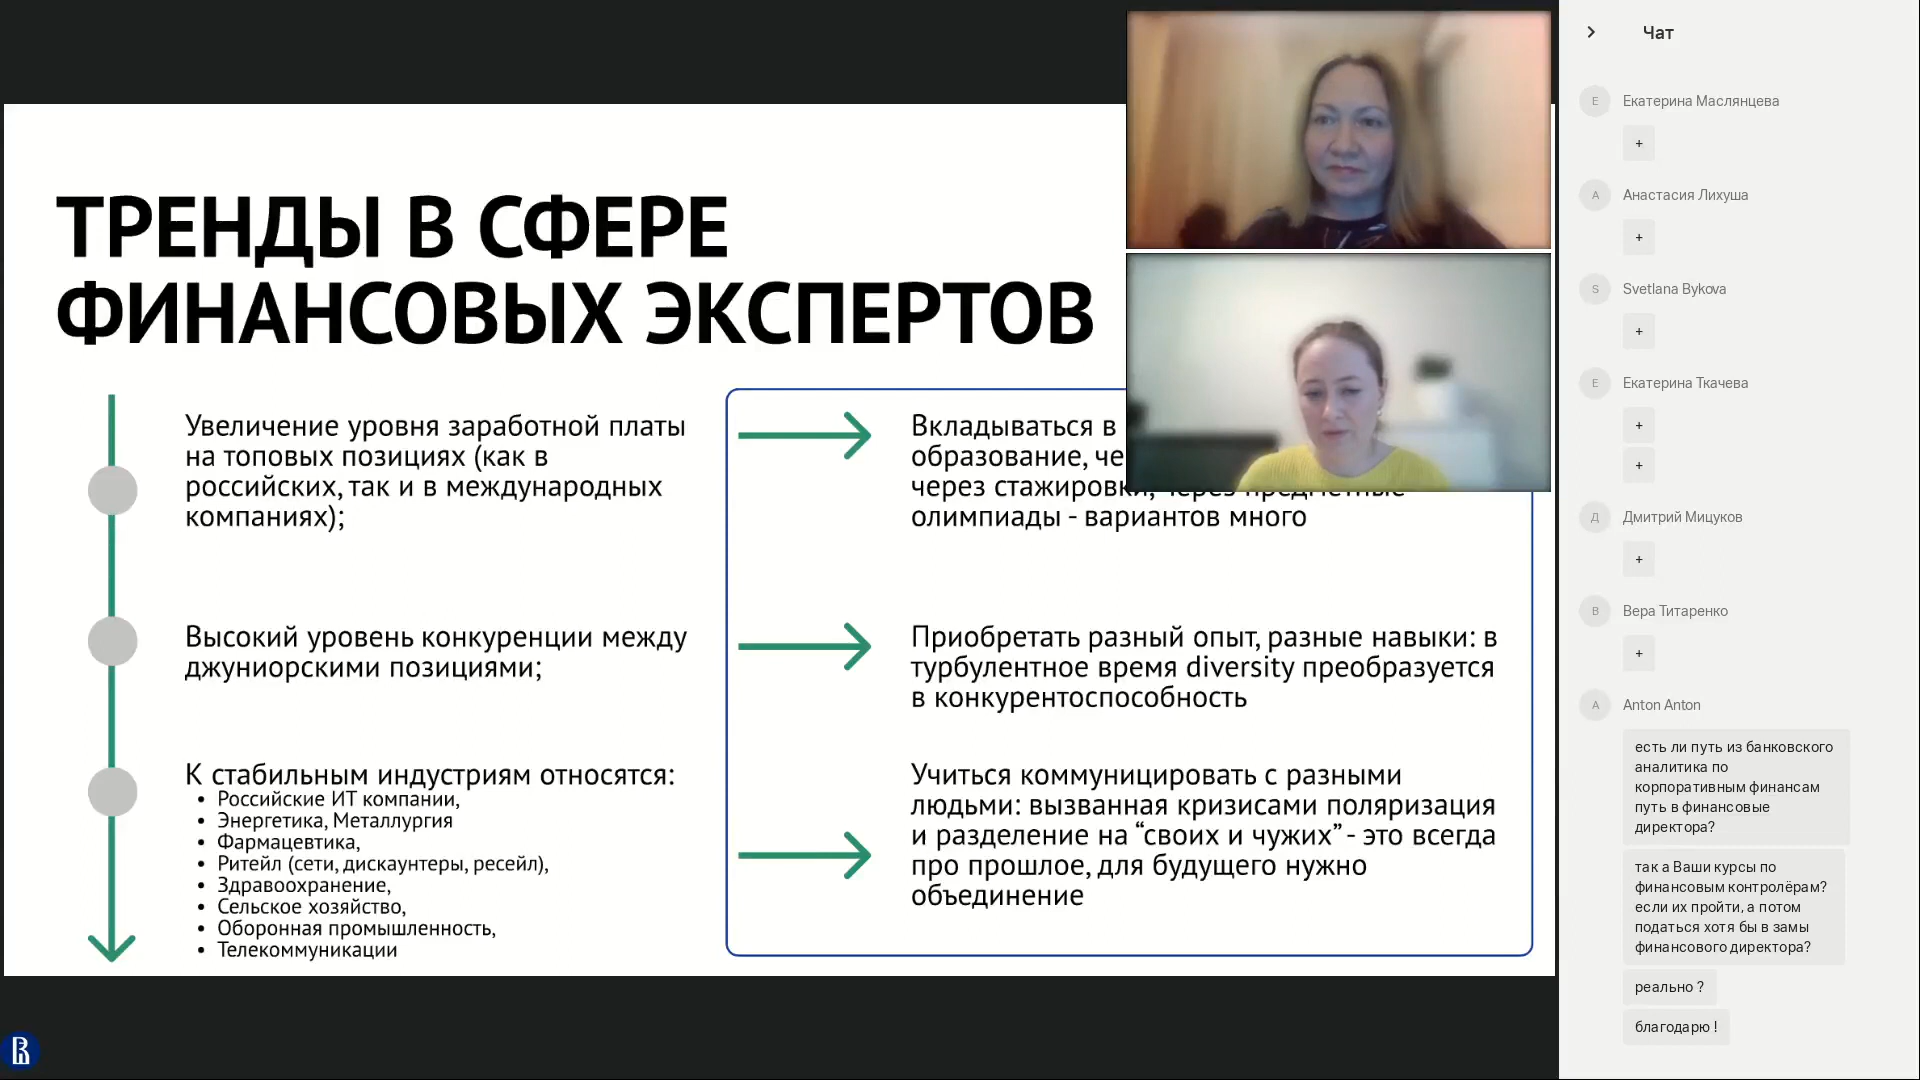 ТРЕНДЫ В СФЕРЕ
ФИНАНСОВЫХ ЭКСПЕРТОВ
Увеличение уровня заработной платы
на топовых позициях (как в
российских, так и в международных
компаниях);
Вкладываться в
образование,
через стажировки, через предметные
олимпиады - вариантов много
Высокий уровень конкуренции между
джуниорскими позициями;
Приобретать разный опыт, разные навыки: в
турбулентное время diversity преобразуется
в конкурентоспособность
К стабильным индустриям относятся:
• Российские ИТ компании,
• Энергетика, Металлургия
• Фармацевтика,
• Ритейл (сети, дискаунтеры, ресейл),
• Здравоохранение,
• Сельское хозяйство,
• Оборонная промышленность,
• Телекоммуникации
Учиться коммуницировать с разными
людьми: вызванная кризисами поляризация
и разделение на “своих и чужих” - это всегда
про прошлое, для будущего нужно
объединение
Чат
E
Екатерина Маслянцева
+
A
Анастасия Лихуша
+
S
Svetlana Bykova
+
E
Екатерина Ткачева
+
+
Д
Дмитрий Мицуков
+
В
Вера Титаренко
+
A
Anton Anton
есть ли путь из банковского
аналитика по
корпоративным финансам
путь в финансовые
директора?
так а Ваши курсы по
финансовым контролёрам?
если их пройти, а потом
податься хотя бы в замы
финансового директора?
реально ?
благодарю !